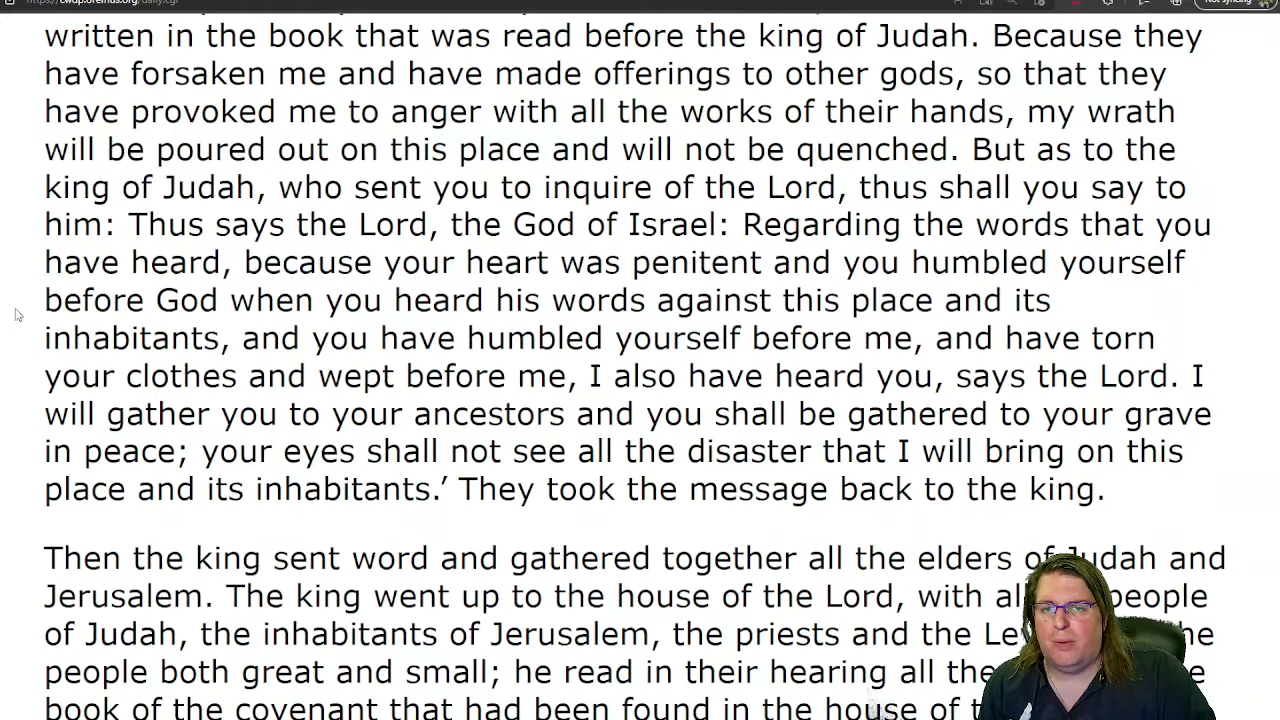 https://cwdp.oremus.org/daily.cgi
Not syncing
written in the book that was read before the king of Judah. Because they
have forsaken me and have made offerings to other gods, so that they
have provoked me to anger with all the works of their hands, my wrath
will be poured out on this place and will not be quenched. But as to the
king of Judah, who sent you to inquire of the Lord, thus shall you say to
him: Thus says the Lord, the God of Israel: Regarding the words that you
have heard, because your heart was penitent and you humbled yourself
before God when you heard his words against this place and its
inhabitants, and you have humbled yourself before me, and have torn
your clothes and wept before me, I also have heard you, says the Lord. I
will gather you to your ancestors and you shall be gathered to your grave
in peace; your eyes shall not see all the disaster that I will bring on this
place and its inhabitants.’ They took the message back to the king.
Then the king sent word and gathered together all the elders of Judah and
Jerusalem. The king went up to the house of the Lord, with all people
of Judah, the inhabitants of Jerusalem, the priests and the
people both great and small; he read in their hearing all
book of the covenant that had been found in the house of